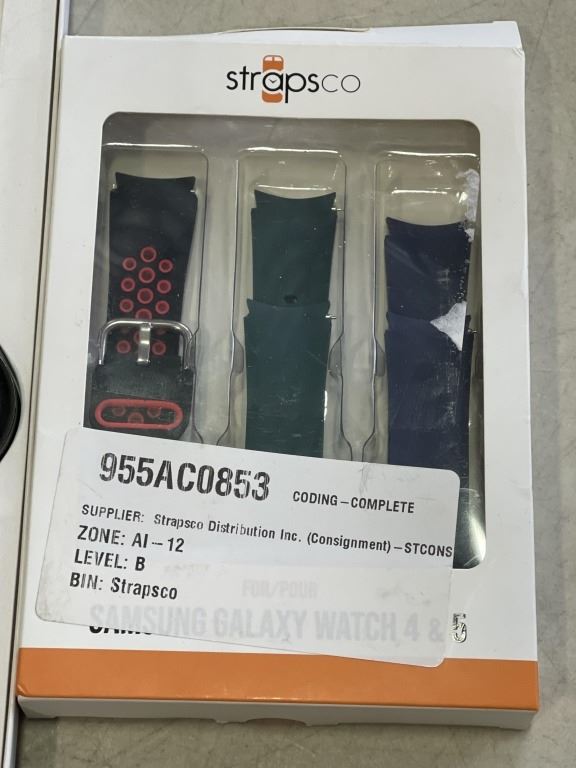 strapsco
955AC0853 CODING-COMPLETE
SUPPLIER: Strapsco Distribution Inc. (Consignment)-STCONS
ZONE: AI-12
LEVEL: B
BIN: Strapsco
FOR/POUR
SAMSUNG GALAXY WATCH 4 & 5